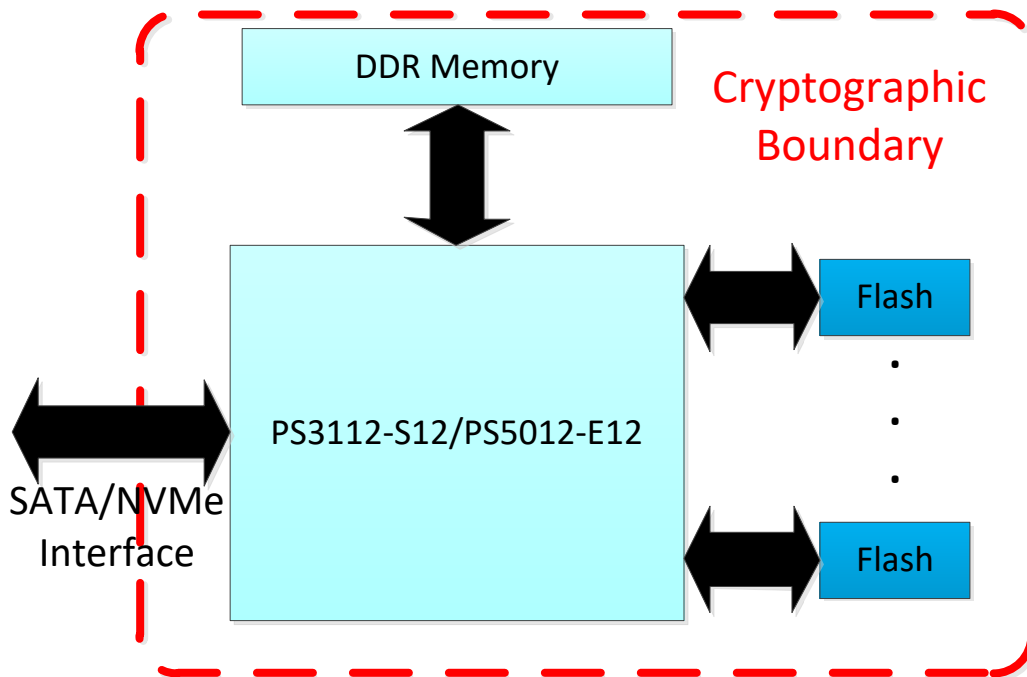 DDR Memory
Cryptographic
Boundary
Flash
PS3112-S12/PS5012-E12
SATA/NVMe
Interface
Flash